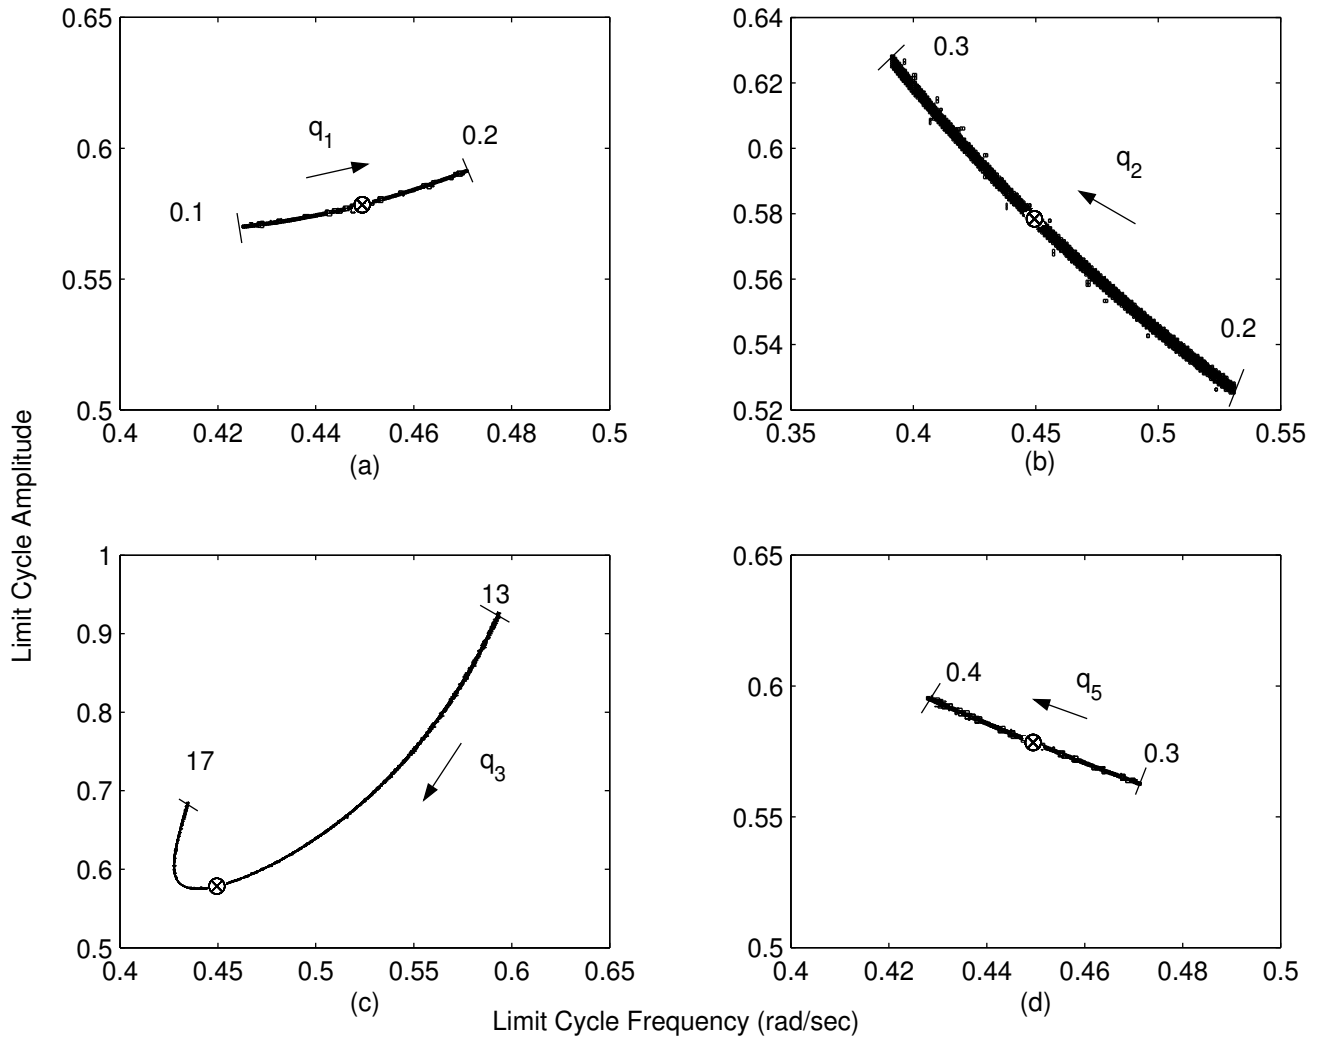 0.65
0.6
0.55
0.5
q1
0.1
0.2
0.4 0.42 0.44 0.46 0.48 0.5
(a)
0.64
0.62
0.6
0.58
0.56
0.54
0.52
0.3
q2
0.2
0.35 0.4 0.45 0.5 0.55
(b)
Limit Cycle Amplitude
1
0.9
0.8
0.7
0.6
0.5
13
17
q3
0.4 0.45 0.5 0.55 0.6 0.65
(c)
0.65
0.6
0.55
0.5
0.4
q5
0.3
0.4 0.42 0.44 0.46 0.48 0.5
(d)
Limit Cycle Frequency (rad/sec)